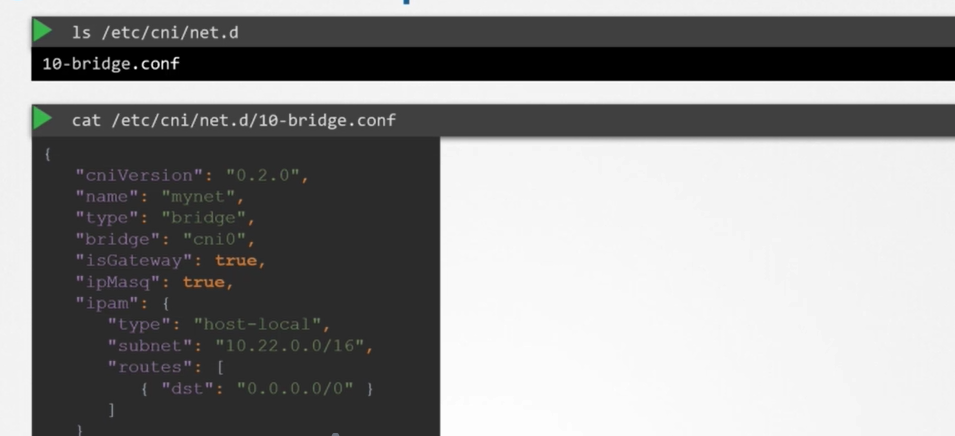 ls /etc/cni/net.d
10-bridge.conf
cat /etc/cni/net.d/10-bridge.conf
{
"cniVersion": "0.2.0",
"name": "mynet",
"type": "bridge",
"bridge": "cni0",
"isGateway": true,
"ipMasq": true,
"ipam": {
"type": "host-local",
"subnet": "10.22.0.0/16",
"routes": [
{ "dst": "0.0.0.0/0" }
]
}